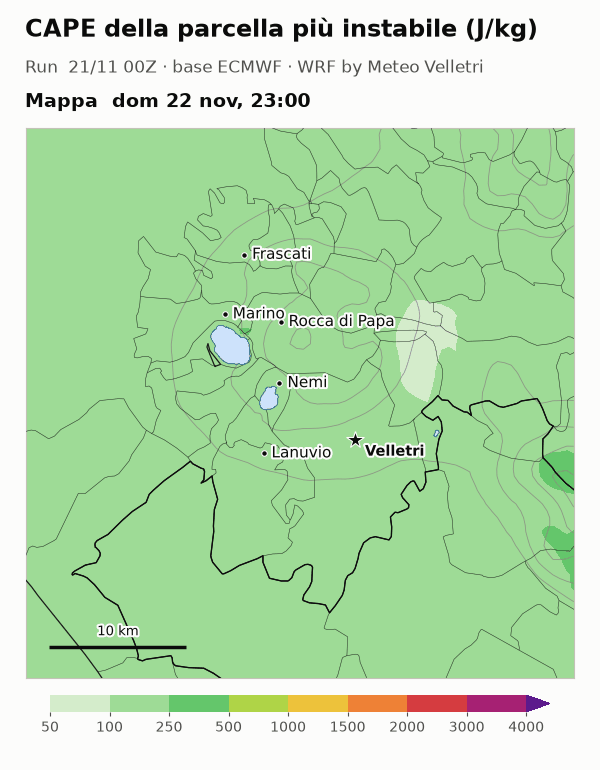 CAPE della parcella più instabile (J/kg)
Run  21/11 00Z · base ECMWF · WRF by Meteo Velletri
Mappa  dom 22 nov, 23:00
Frascati
Marino
Rocca di Papa
Nemi
Velletri
Lanuvio
10 km
50 100 250 500 1000 1500 2000 3000 4000